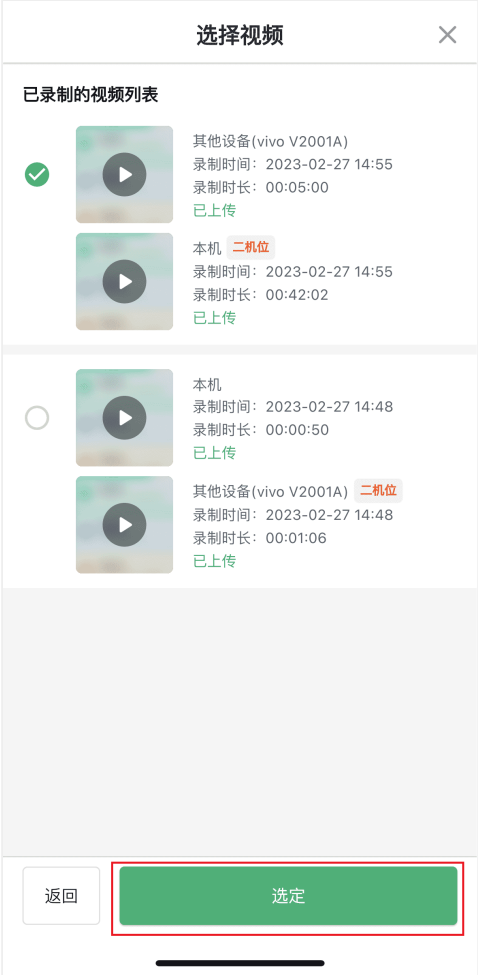 选择视频
已录制的视频列表
其他设备(vivo V2001A)
录制时间：2023-02-27 14:55
录制时长：00:05:00
已上传
本机 二机位
录制时间：2023-02-27 14:55
录制时长：00:42:02
已上传
本机
录制时间：2023-02-27 14:48
录制时长：00:00:50
已上传
其他设备(vivo V2001A) 二机位
录制时间：2023-02-27 14:48
录制时长：00:01:06
已上传
返回 选定